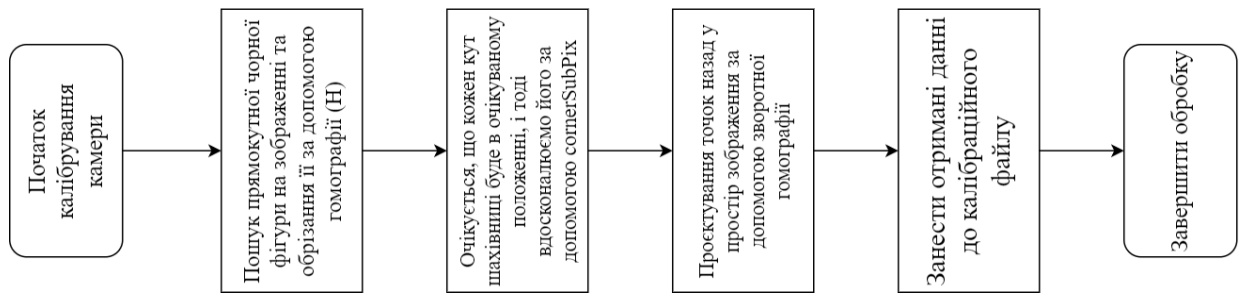 Початок
калібрування
камери
Пошук прямокутної чорної
фігури на зображенні та
обрізання її за допомогою
гомографії (H)
Очікується, що кожен кут
шахівниці буде в очікуваному
положенні, і тоді
вдосконалюємо його за
допомогою cornerSubPix
Проєктування точок назад у
простір зображення за
допомогою зворотної
гомографії
Занести отримані данні
до калібраційного
файлу
Завершити обробку